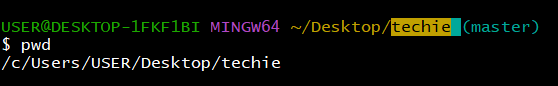 USER@DESKTOP-1FKF1BI MINGW64 ~/Desktop/techie (master)
$ pwd
/c/Users/USER/Desktop/techie